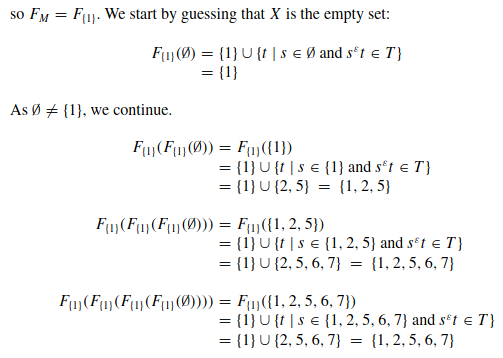 so F_M = F_{1}. We start by guessing that X is the empty set:
F_{1}(Ø) = {1} ∪ {t | s ∈ Ø and s^ε t ∈ T}
= {1}
As Ø ≠ {1}, we continue.
F_{1}(F_{1}(Ø)) = F_{1}({1})
= {1} ∪ {t | s ∈ {1} and s^ε t ∈ T}
= {1} ∪ {2, 5} = {1, 2, 5}
F_{1}(F_{1}(F_{1}(Ø))) = F_{1}({1, 2, 5})
= {1} ∪ {t | s ∈ {1, 2, 5} and s^ε t ∈ T}
= {1} ∪ {2, 5, 6, 7} = {1, 2, 5, 6, 7}
F_{1}(F_{1}(F_{1}(F_{1}(Ø)))) = F_{1}({1, 2, 5, 6, 7})
= {1} ∪ {t | s ∈ {1, 2, 5, 6, 7} and s^ε t ∈ T}
= {1} ∪ {2, 5, 6, 7} = {1, 2, 5, 6, 7}